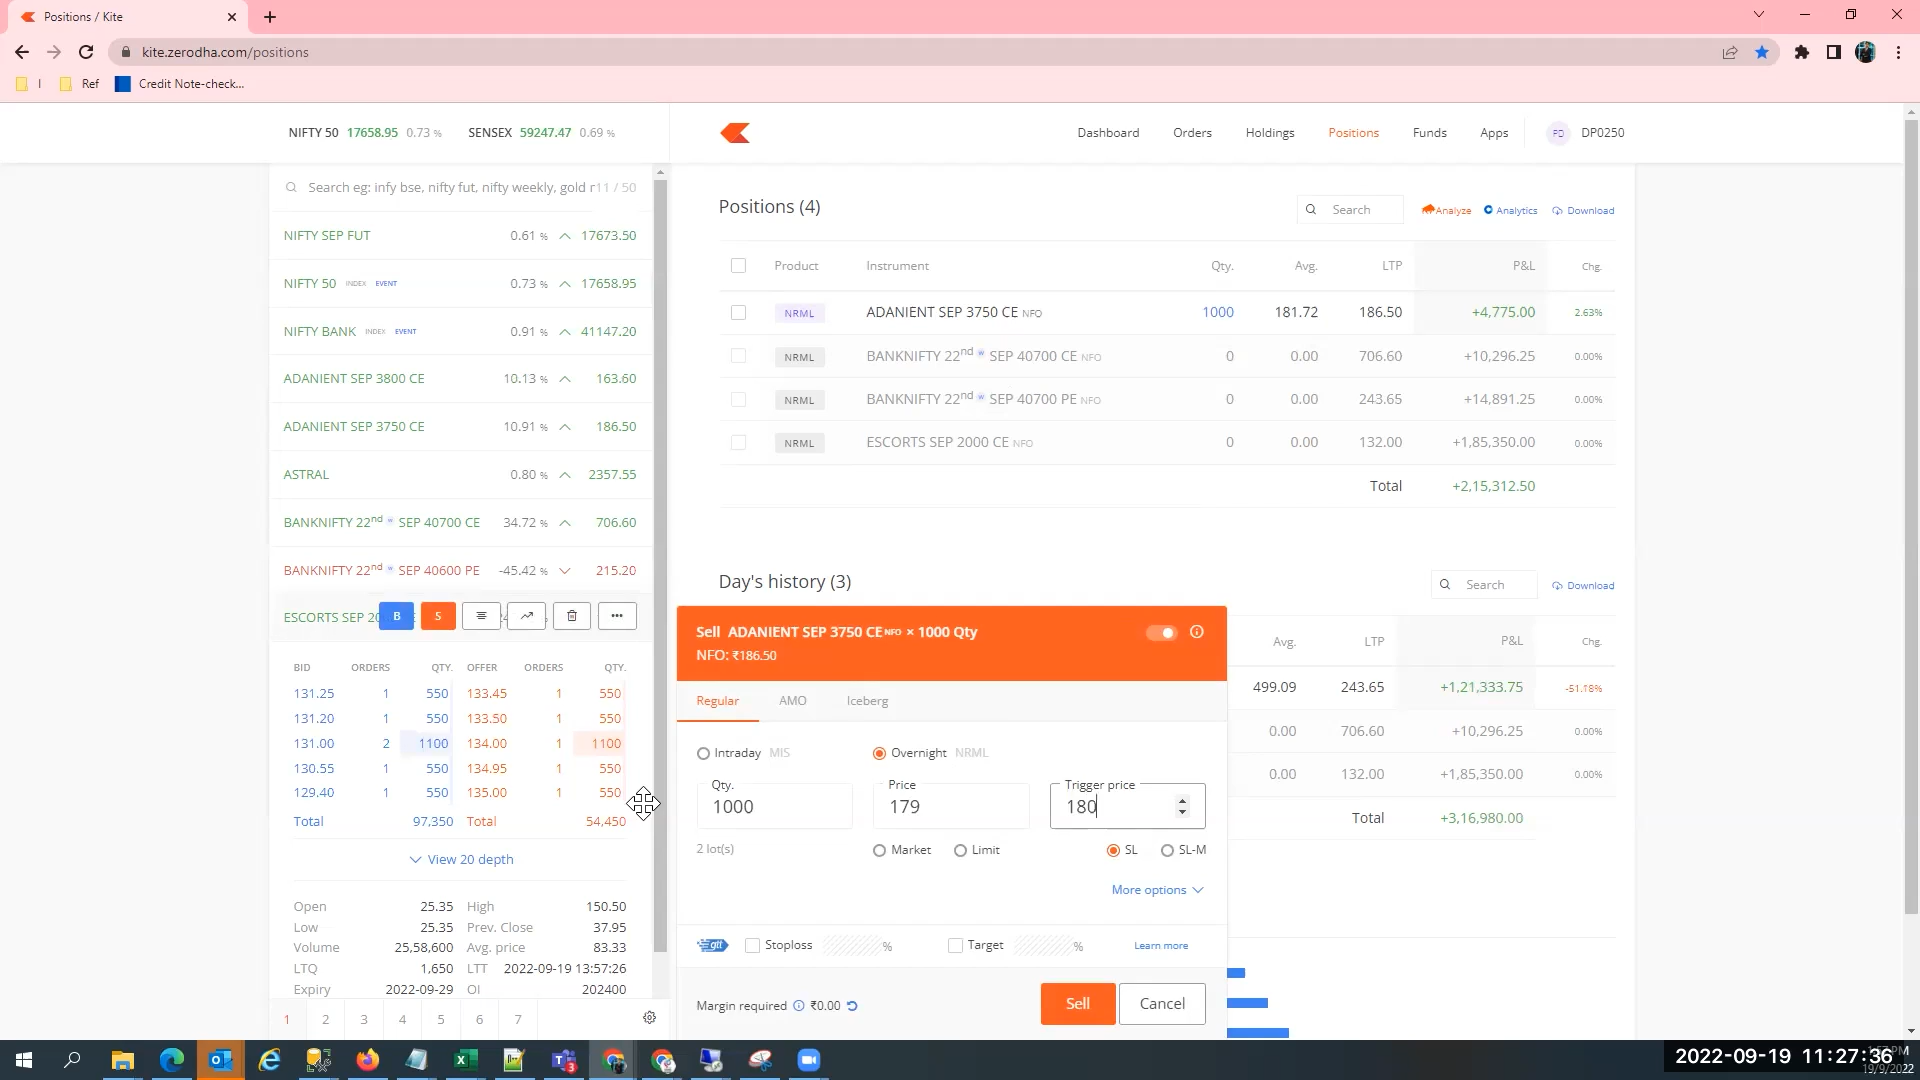 Positions / Kite
kite.zerodha.com/positions
I
Ref
Credit Note-check...
NIFTY 50 17658.95 0.73 % SENSEX 59247.47 0.69 %
Dashboard Orders Holdings Positions Funds Apps FD DP0250
Search eg: infy bse, nifty fut, nifty weekly, gold 11 / 50
NIFTY SEP FUT 0.61 % 17673.50
NIFTY 50 INDEX EVENT 0.73 % 17658.95
NIFTY BANK INDEX EVENT 0.91 % 41147.20
ADANIENT SEP 3800 CE 10.13 % 163.60
ADANIENT SEP 3750 CE 10.91 % 186.50
ASTRAL 0.80 % 2357.55
BANKNIFTY 22nd w SEP 40700 CE 34.72 % 706.60
BANKNIFTY 22nd w SEP 40600 PE -45.42 % 215.20
ESCORTS SEP 20 B S
BID ORDERS QTY. OFFER ORDERS QTY.
131.25 1 550 133.45 1 550
131.20 1 550 133.50 1 550
131.00 2 1100 134.00 1 1100
130.55 1 550 134.95 1 550
129.40 1 550 135.00 1 550
Total 97,350 Total 54,450
View 20 depth
Open 25.35 High 150.50
Low 25.35 Prev. Close 37.95
Volume 25,58,600 Avg. price 83.33
LTQ 1,650 LTT 2022-09-19 13:57:26
Expiry 2022-09-29 OI 202400
1 2 3 4 5 6 7
Positions (4) Search Analyze Analytics Download
Product Instrument Qty. Avg. LTP P&L Chg.
NRML ADANIENT SEP 3750 CE NFO 1000 181.72 186.50 +4,775.00 2.63%
NRML BANKNIFTY 22nd w SEP 40700 CE NFO 0 0.00 706.60 +10,296.25 0.00%
NRML BANKNIFTY 22nd w SEP 40700 PE NFO 0 0.00 243.65 +14,891.25 0.00%
NRML ESCORTS SEP 2000 CE NFO 0 0.00 132.00 +1,85,350.00 0.00%
Total +2,15,312.50
Day's history (3) Search Download
Avg. LTP P&L Chg.
499.09 243.65 +1,21,333.75 -51.18%
0.00 706.60 +10,296.25 0.00%
0.00 132.00 +1,85,350.00 0.00%
Total +3,16,980.00
Sell ADANIENT SEP 3750 CE NFO × 1000 Qty
NFO: ₹186.50
Regular AMO Iceberg
Intraday MIS Overnight NRML
Qty. Price Trigger price
1000 179 180
2 lot(s) Market Limit SL SL-M
More options
gtt Stoploss % Target % Learn more
Margin required ₹0.00 Sell Cancel
2022-09-19 11:27:36
19/9/2022